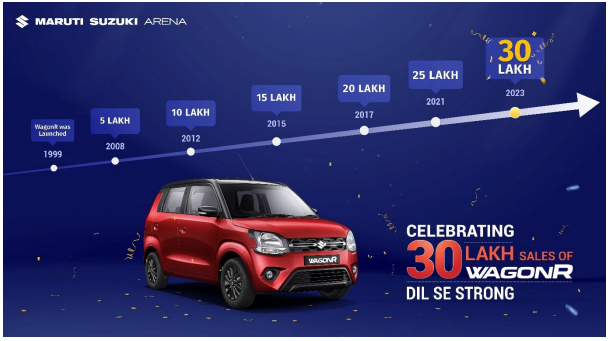 MARUTI SUZUKI ARENA
WagonR was
Launched
1999
5 LAKH
2008
10 LAKH
2012
15 LAKH
2015
20 LAKH
2017
25 LAKH
2021
30
LAKH
2023
WAGONR
CELEBRATING
30 LAKH SALES OF
WAGONR
DIL SE STRONG